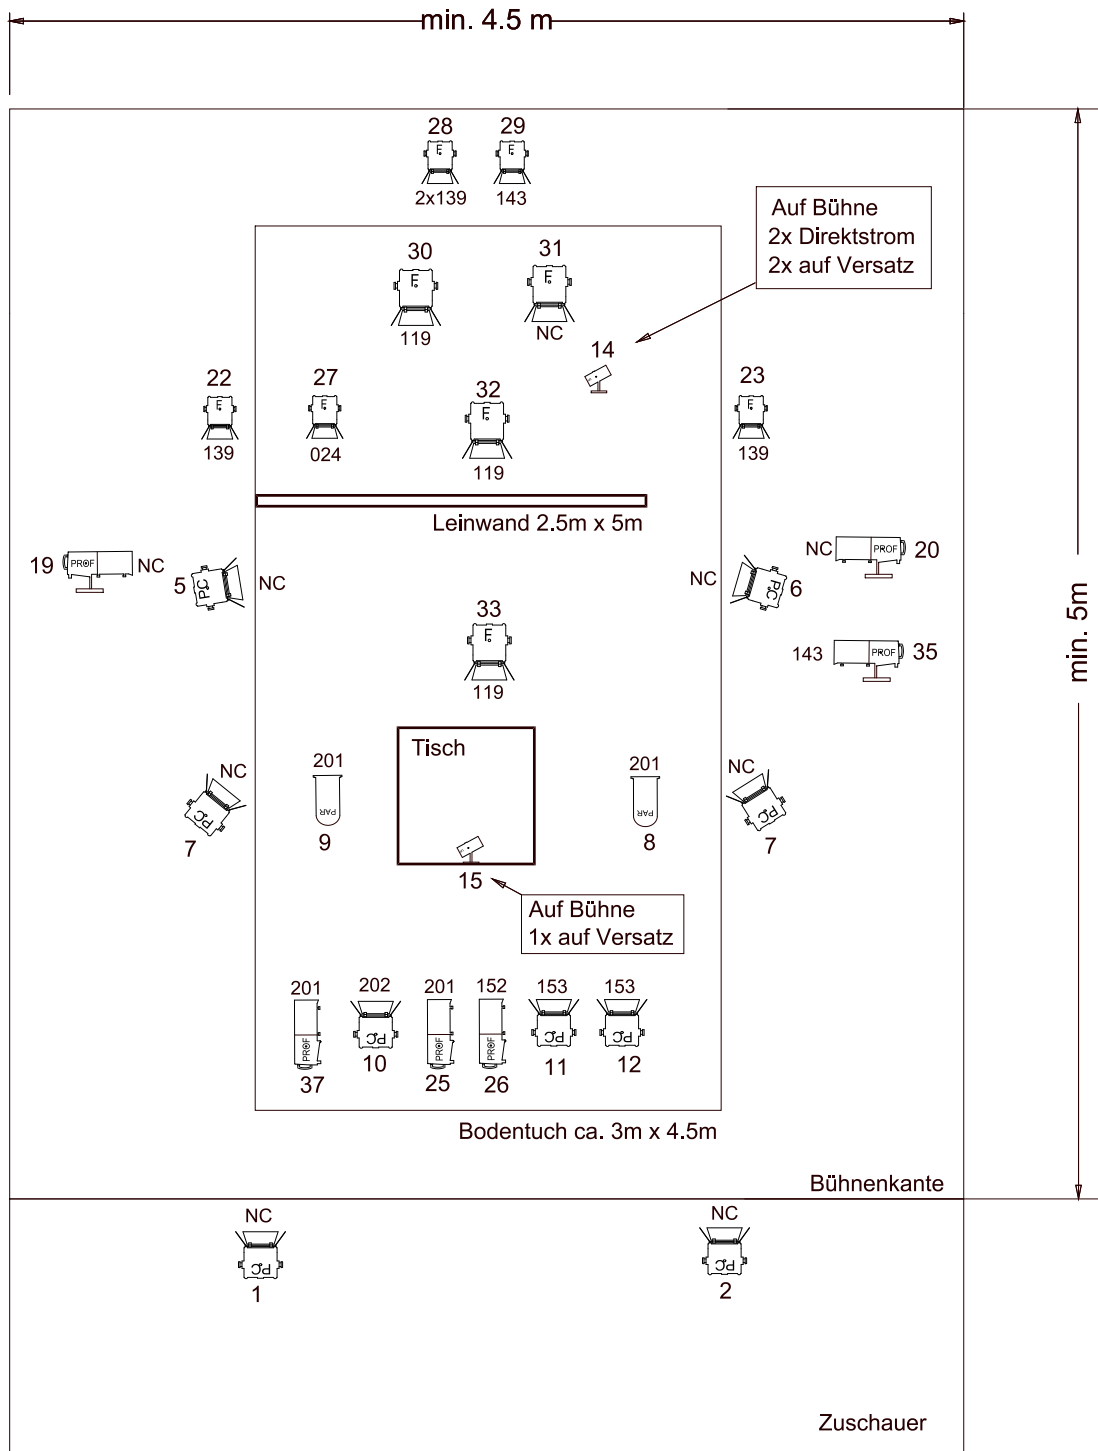 min. 4.5 m
28 29
E E
2x139 143
Auf Bühne
2x Direktstrom
2x auf Versatz
30 31
F F
119 NC
14
22 27 32 23
F F F F
139 024 119 139
Leinwand 2.5m x 5m
19 PROF NC
5 PC NC
NC PC 6
NC PROF 20
min. 5m
33
F
119
143 PROF 35
Tisch
NC PC 7
201 PAR 9
201 PAR 8
NC PC 7
15
Auf Bühne
1x auf Versatz
201 202 201 152 153 153
PROF PC PROF PROF PC PC
37 10 25 26 11 12
Bodentuch ca. 3m x 4.5m
Bühnenkante
NC NC
PC PC
1 2
Zuschauer